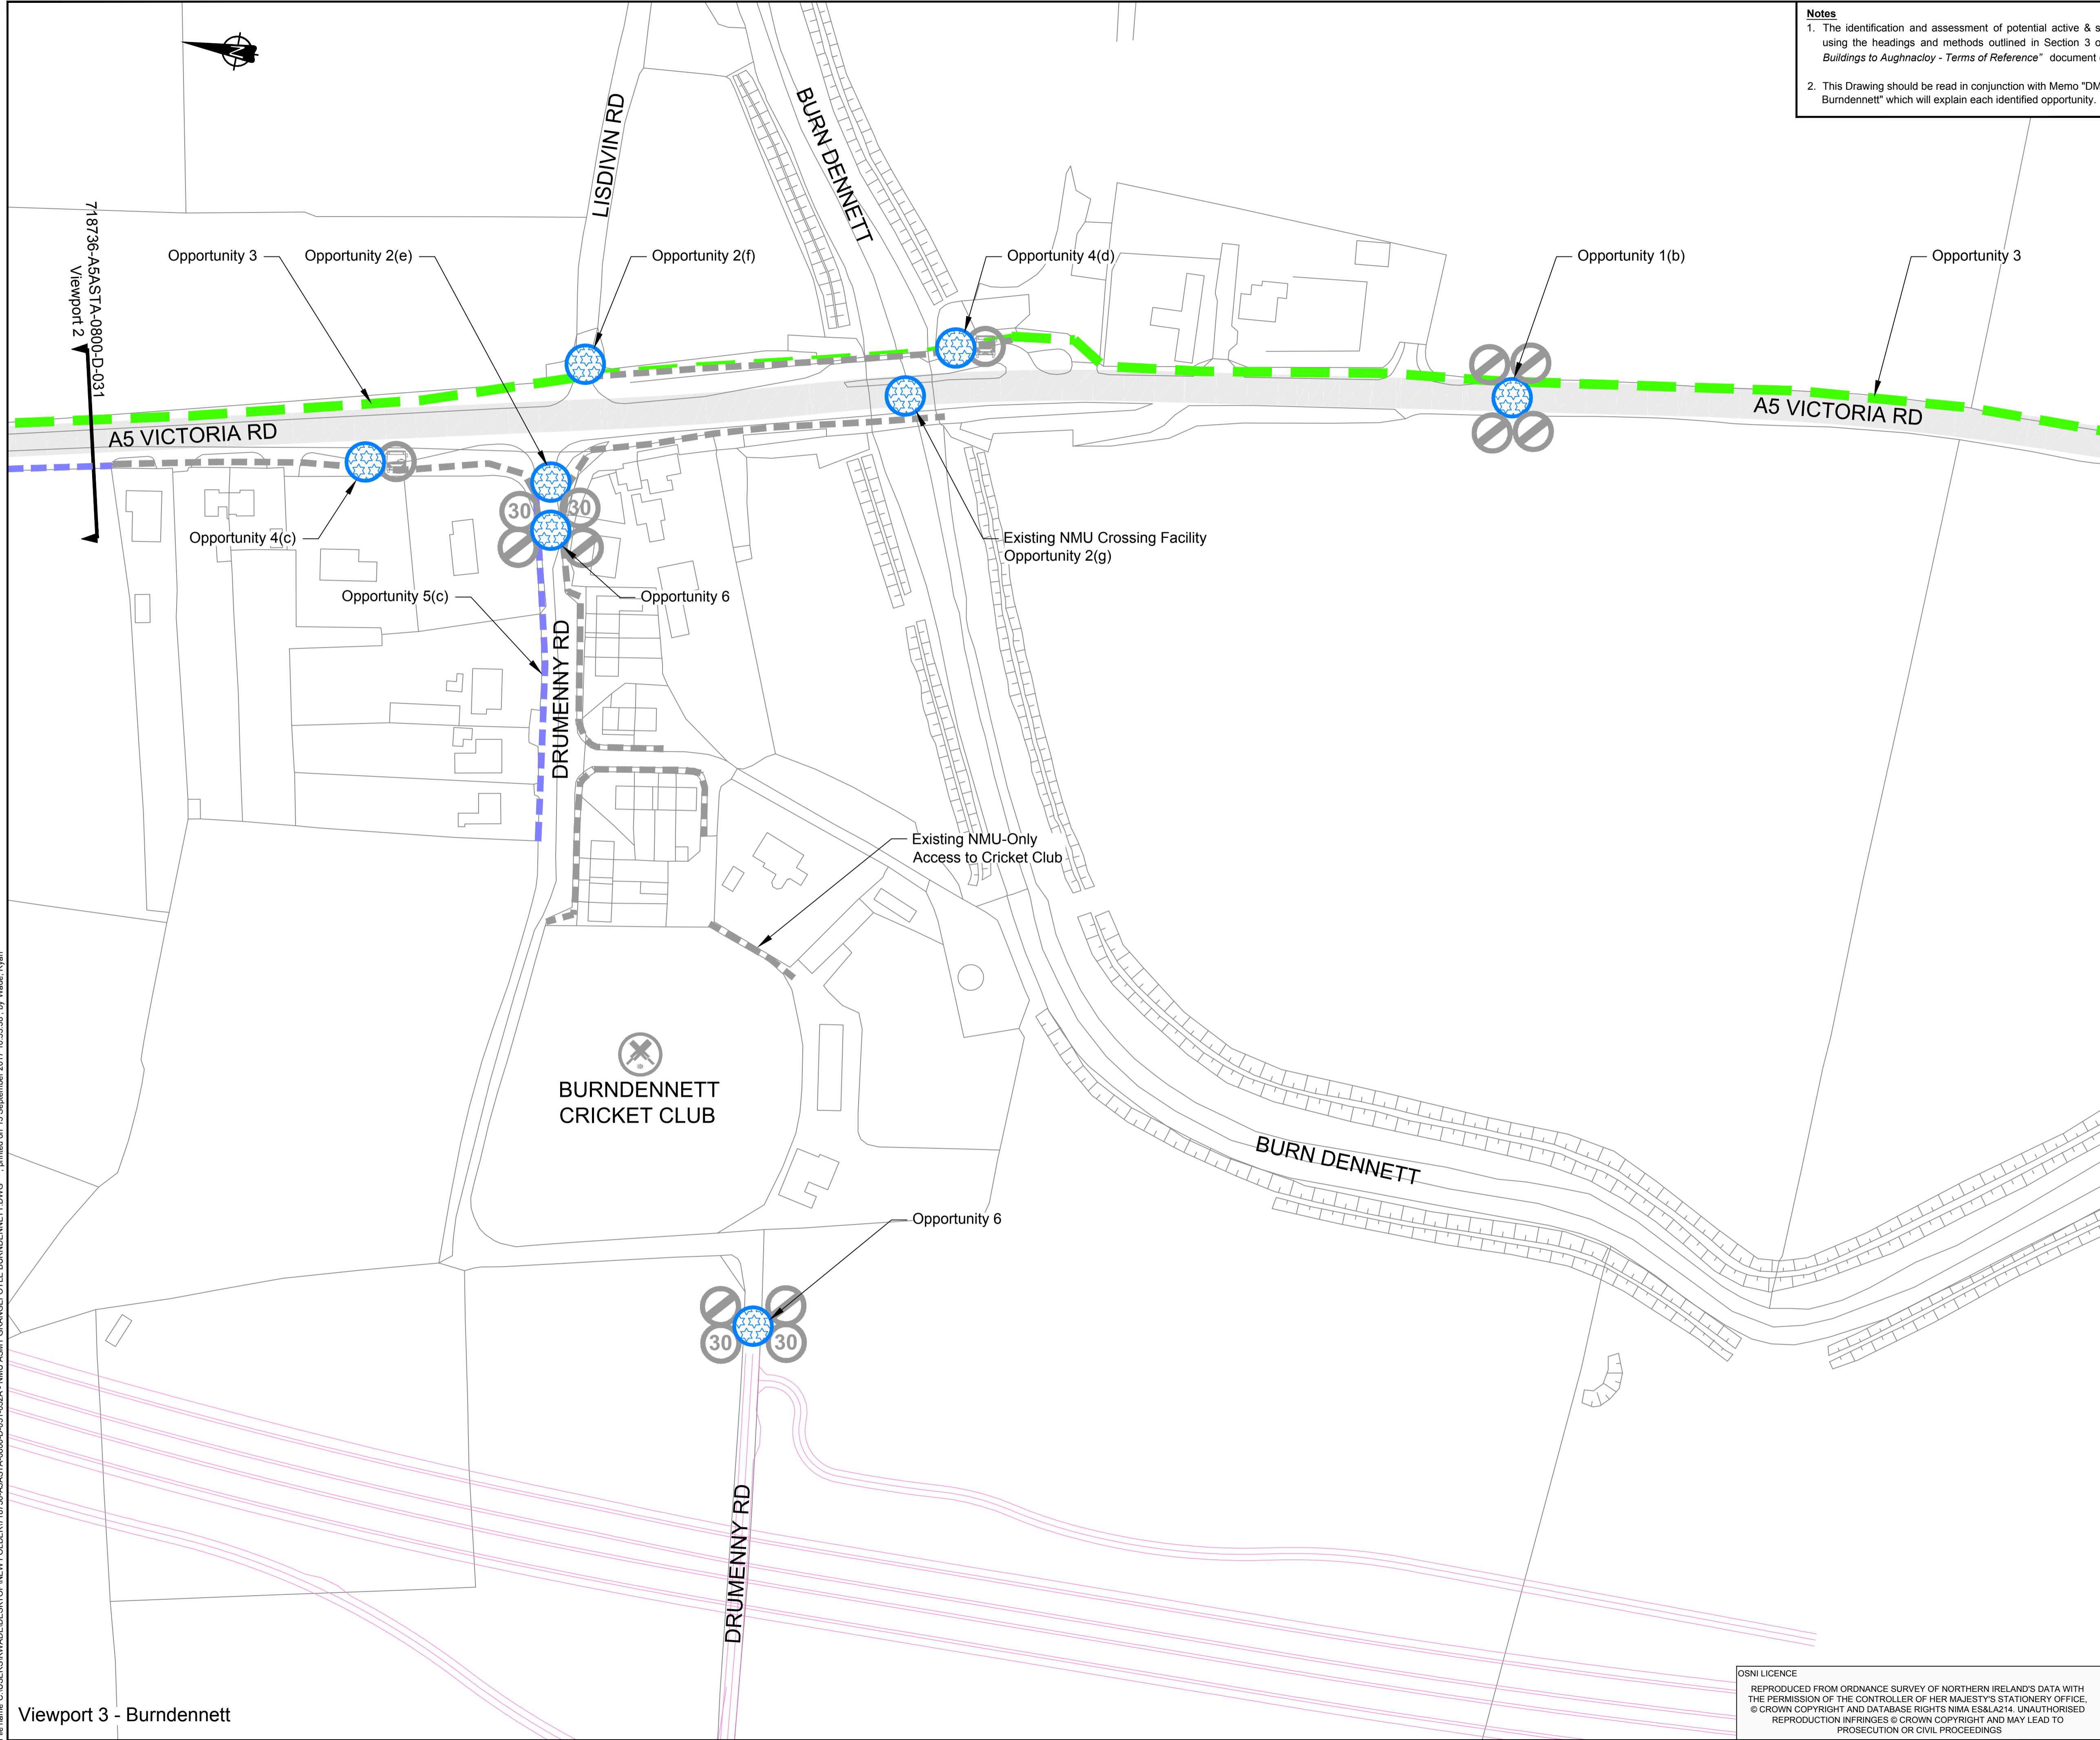 Notes
1. The identification and assessment of potential active & s
using the headings and methods outlined in Section 3 o
Buildings to Aughnacloy - Terms of Reference" document
2. This Drawing should be read in conjunction with Memo "DM
Burndennett" which will explain each identified opportunity.
LISDIVIN RD
BURN DENNETT
718736-A5ASTA-0800-D-031
Viewport 2
Opportunity 3
Opportunity 2(e)
Opportunity 2(f)
Opportunity 4(d)
Opportunity 1(b)
Opportunity 3
A5 VICTORIA RD
A5 VICTORIA RD
30
30
Opportunity 4(c)
Existing NMU Crossing Facility
Opportunity 2(g)
Opportunity 5(c)
Opportunity 6
DRUMENNY RD
Existing NMU-Only
Access to Cricket Club
BURNDENNETT
CRICKET CLUB
BURN DENNETT
Opportunity 6
30
30
DRUMENNY RD
Viewport 3 - Burndennett
OSNI LICENCE
REPRODUCED FROM ORDNANCE SURVEY OF NORTHERN IRELAND'S DATA WITH
THE PERMISSION OF THE CONTROLLER OF HER MAJESTY'S STATIONERY OFFICE,
© CROWN COPYRIGHT AND DATABASE RIGHTS NIMA ES&LA214. UNAUTHORISED
REPRODUCTION INFRINGES © CROWN COPYRIGHT AND MAY LEAD TO
PROSECUTION OR CIVIL PROCEEDINGS